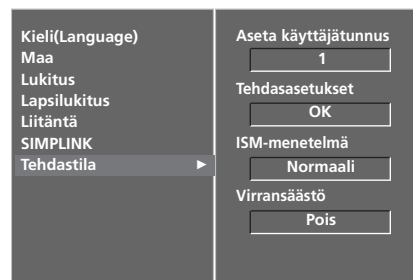 Kieli(Language)
Maa
Lukitus
Lapsilukitus
Liitäntä
SIMPLINK
Tehdastila ►
Aseta käyttäjätunnus
1
Tehdasasetukset
OK
ISM-menetelmä
Normaali
Virransäästö
Pois